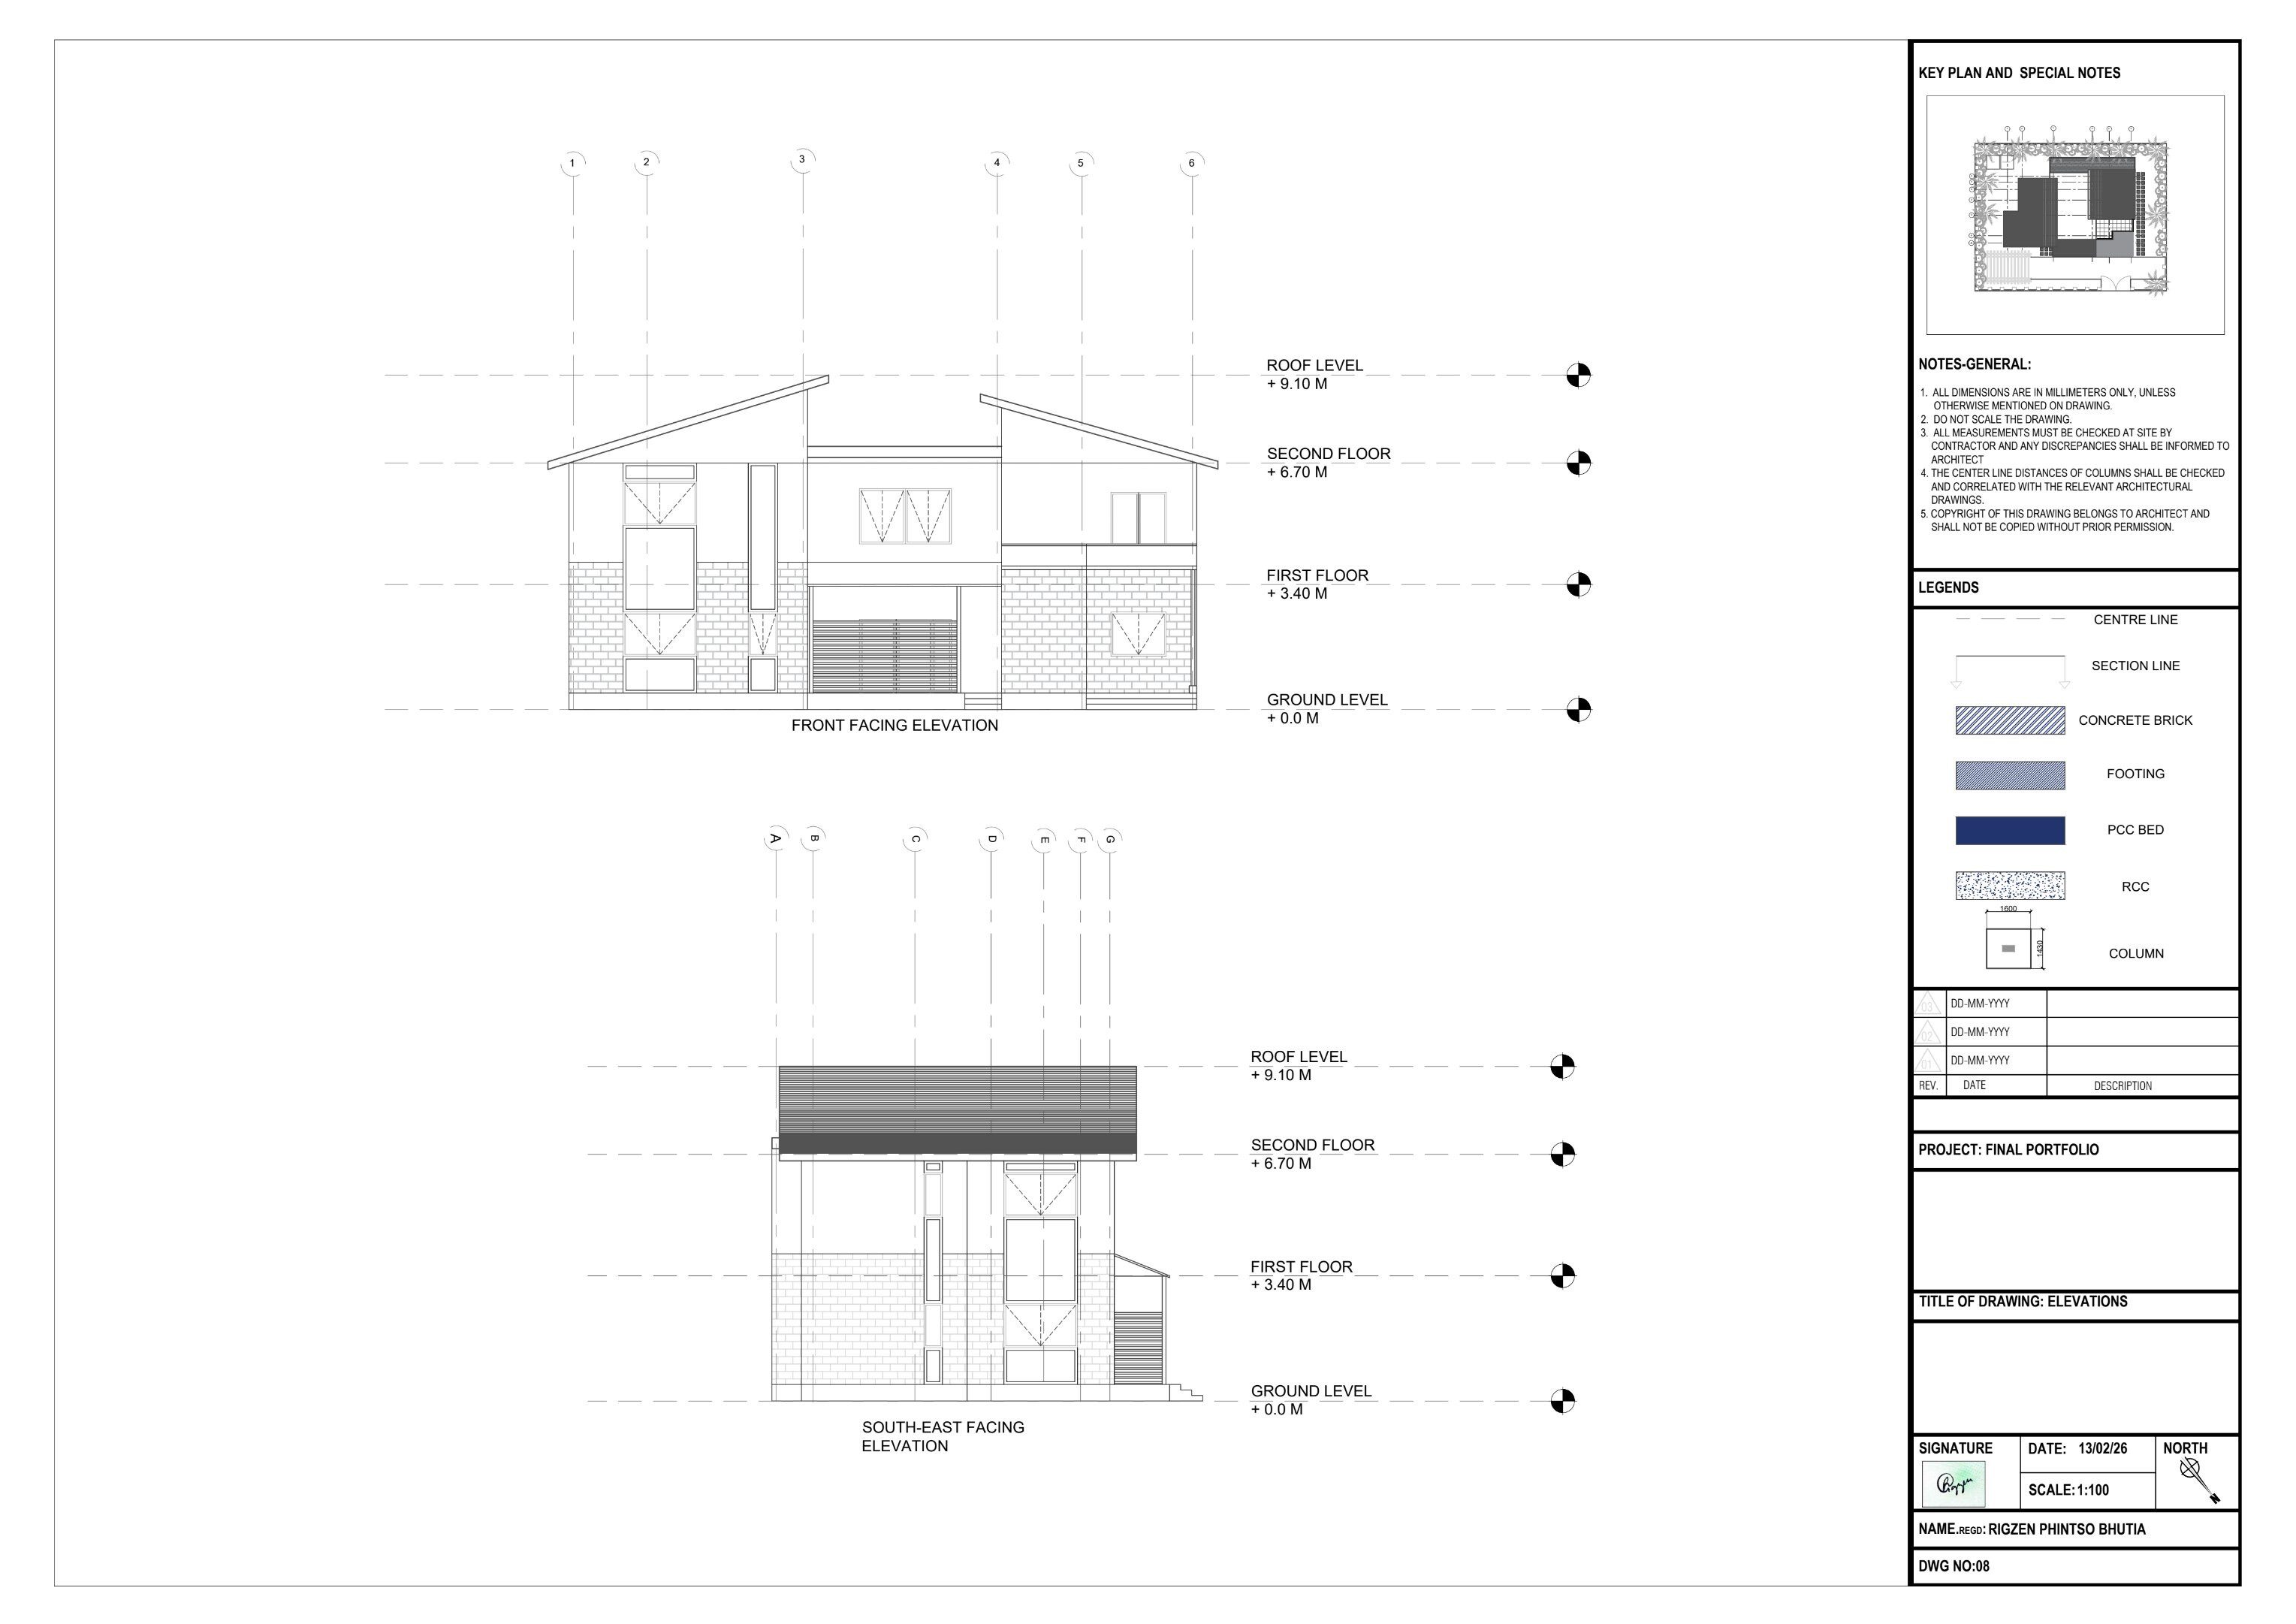 1
2
3
4
5
6
ROOF LEVEL
+ 9.10 M
SECOND FLOOR
+ 6.70 M
FIRST FLOOR
+ 3.40 M
GROUND LEVEL
+ 0.0 M
FRONT FACING ELEVATION
A
B
C
D
E
F
G
ROOF LEVEL
+ 9.10 M
SECOND FLOOR
+ 6.70 M
FIRST FLOOR
+ 3.40 M
GROUND LEVEL
+ 0.0 M
SOUTH-EAST FACING
ELEVATION
KEY PLAN AND SPECIAL NOTES
NOTES-GENERAL:
1. ALL DIMENSIONS ARE IN MILLIMETERS ONLY, UNLESS
OTHERWISE MENTIONED ON DRAWING.
2. DO NOT SCALE THE DRAWING.
3. ALL MEASUREMENTS MUST BE CHECKED AT SITE BY
CONTRACTOR AND ANY DISCREPANCIES SHALL BE INFORMED TO
ARCHITECT
4. THE CENTER LINE DISTANCES OF COLUMNS SHALL BE CHECKED
AND CORRELATED WITH THE RELEVANT ARCHITECTURAL
DRAWINGS.
5. COPYRIGHT OF THIS DRAWING BELONGS TO ARCHITECT AND
SHALL NOT BE COPIED WITHOUT PRIOR PERMISSION.
LEGENDS
CENTRE LINE
SECTION LINE
CONCRETE BRICK
FOOTING
PCC BED
RCC
1600
1430
COLUMN
03 DD-MM-YYYY
02 DD-MM-YYYY
01 DD-MM-YYYY
REV. DATE DESCRIPTION
PROJECT: FINAL PORTFOLIO
TITLE OF DRAWING: ELEVATIONS
SIGNATURE DATE: 13/02/26 NORTH
Rigzen
SCALE: 1:100
N
NAME.REGD: RIGZEN PHINTSO BHUTIA
DWG NO:08